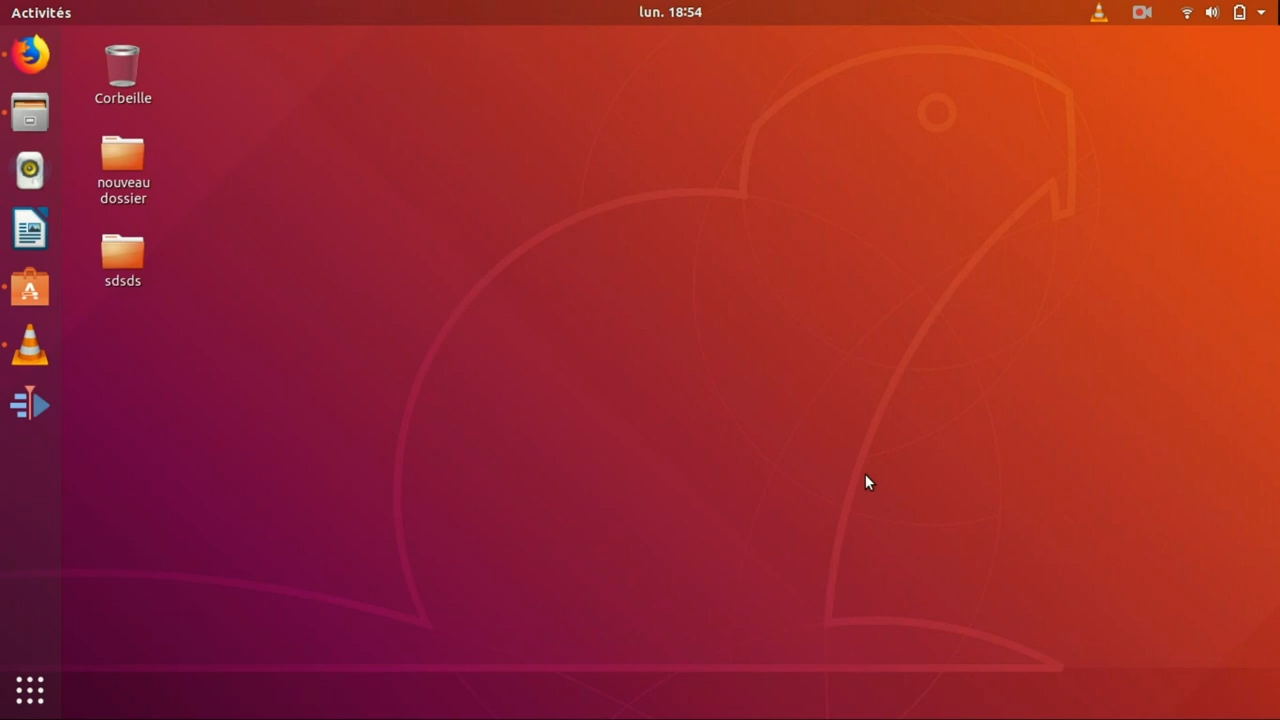 Activités
lun. 18:54
Corbeille
nouveau
dossier
sdsds